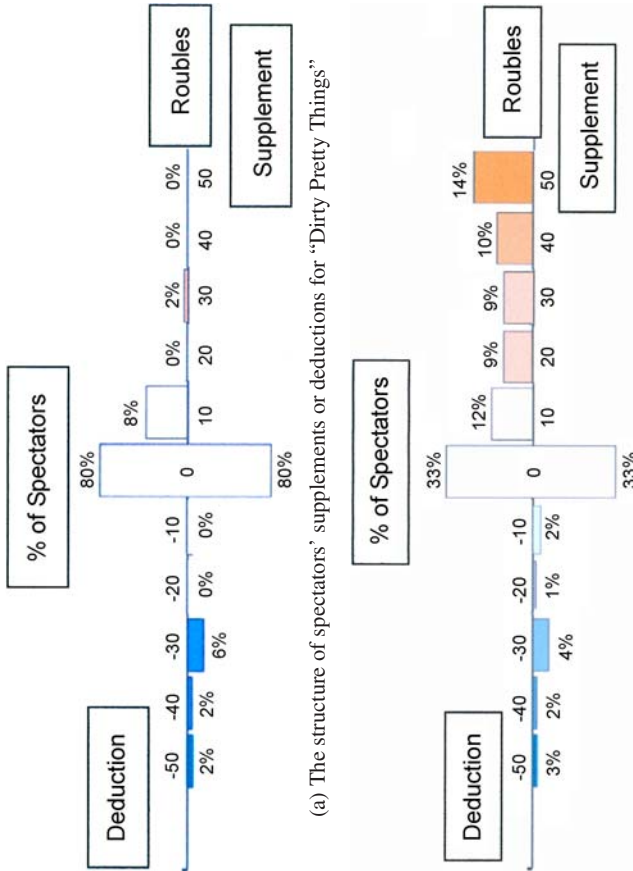 % of Spectators
Deduction
Roubles
Supplement
80%
8%
0%
2%
0%
0%
-50 -40 -30 -20 -10 0 10 20 30 40 50
2% 2% 6% 0% 0%
80%
(a) The structure of spectators’ supplements or deductions for “Dirty Pretty Things”
% of Spectators
Deduction
Roubles
Supplement
33%
12%
9%
9%
10%
14%
-50 -40 -30 -20 -10 0 10 20 30 40 50
3% 2% 4% 1% 2%
33%